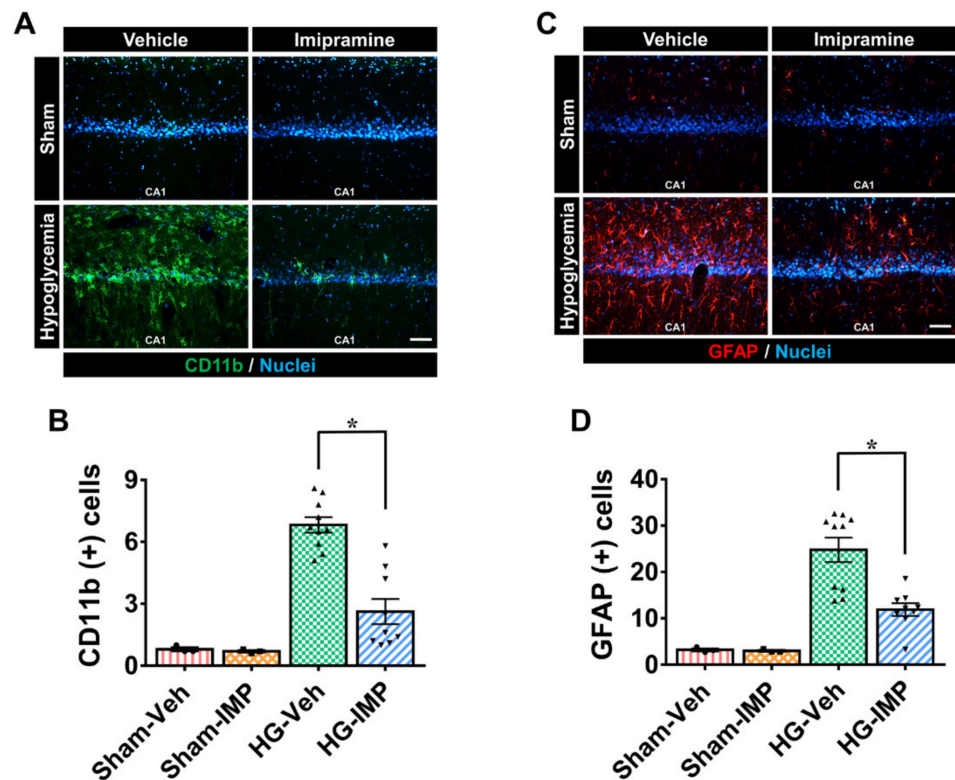 A
Vehicle
Imipramine
Sham
CA1
CA1
Hypoglycemia
CA1
CA1
CD11b / Nuclei
C
Vehicle
Imipramine
Sham
CA1
CA1
Hypoglycemia
CA1
CA1
GFAP / Nuclei
B
CD11b (+) cells
9
6
3
0
*
Sham-Veh
Sham-IMP
HG-Veh
HG-IMP
D
GFAP (+) cells
40
30
20
10
0
*
Sham-Veh
Sham-IMP
HG-Veh
HG-IMP